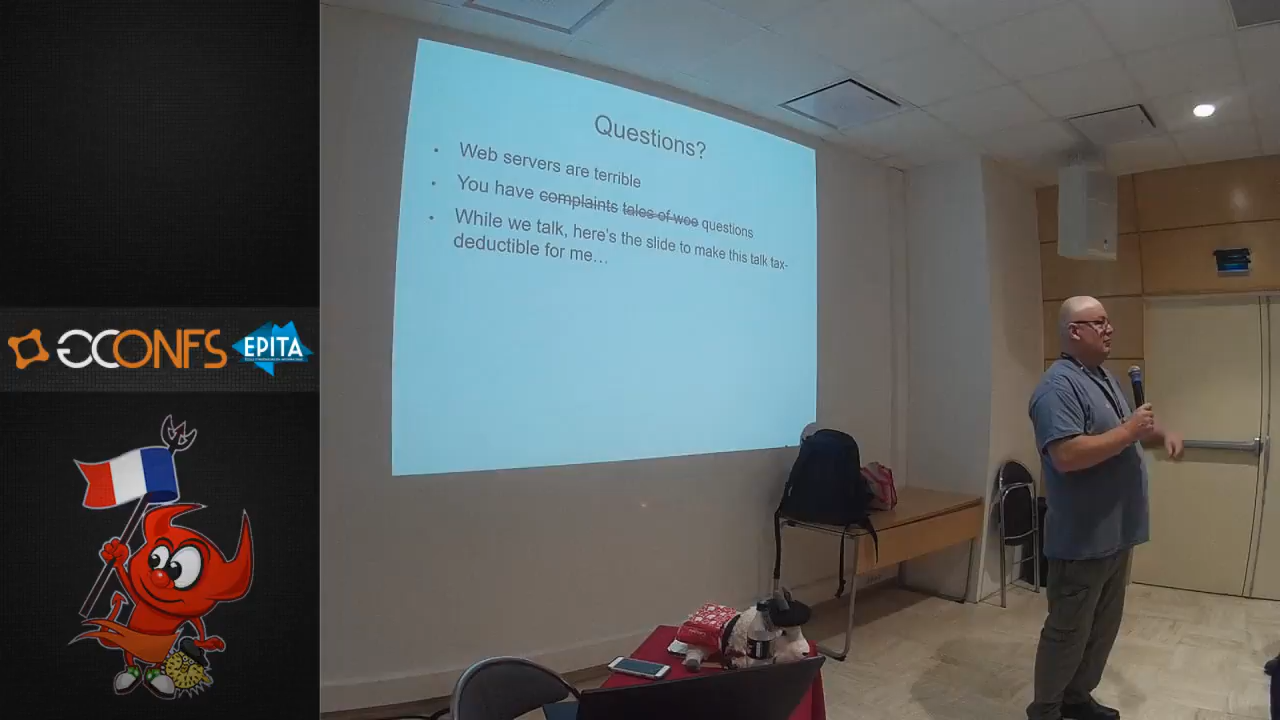 Questions?
• Web servers are terrible
• You have complaints tales of woe questions
• While we talk, here's the slide to make this talk tax-
deductible for me…
GCONFS
EPITA